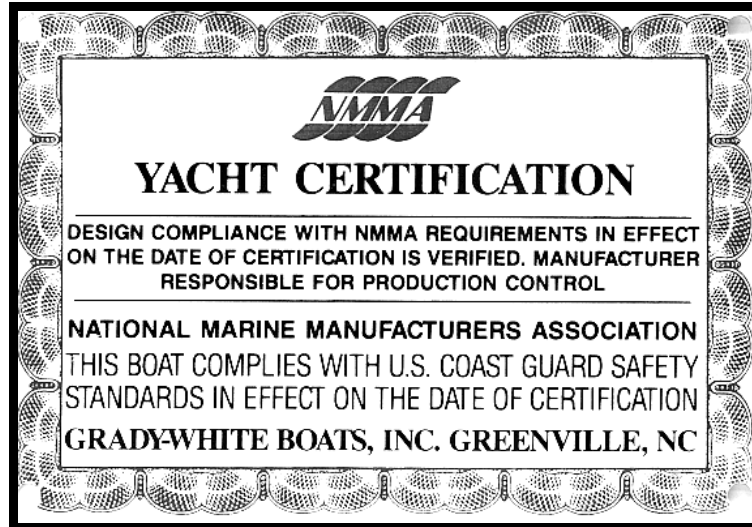 NMMA
YACHT CERTIFICATION
DESIGN COMPLIANCE WITH NMMA REQUIREMENTS IN EFFECT
ON THE DATE OF CERTIFICATION IS VERIFIED. MANUFACTURER
RESPONSIBLE FOR PRODUCTION CONTROL
NATIONAL MARINE MANUFACTURERS ASSOCIATION
THIS BOAT COMPLIES WITH U.S. COAST GUARD SAFETY
STANDARDS IN EFFECT ON THE DATE OF CERTIFICATION
GRADY-WHITE BOATS, INC. GREENVILLE, NC